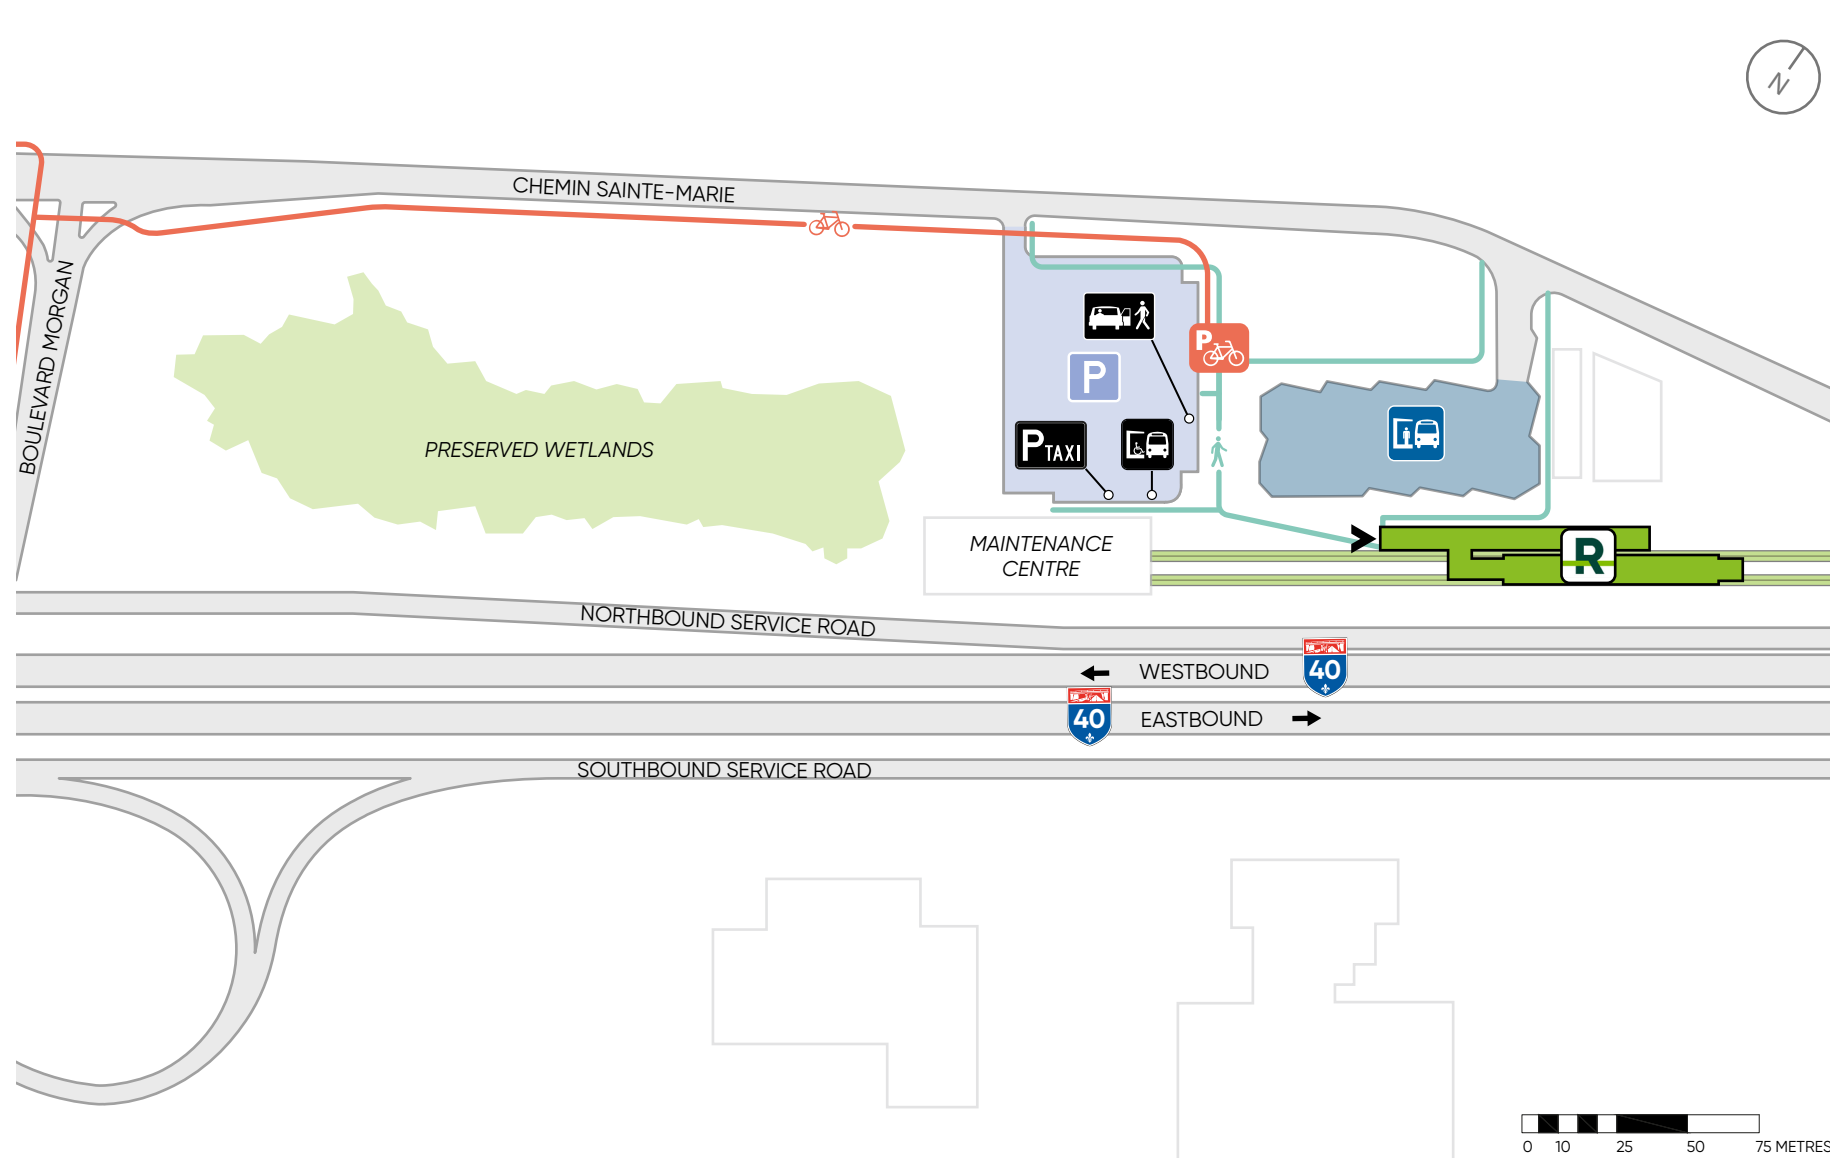 N
CHEMIN SAINTE-MARIE
BOULEVARD MORGAN
P
P
P TAXI
PRESERVED WETLANDS
MAINTENANCE
CENTRE
R
NORTHBOUND SERVICE ROAD
WESTBOUND
40
40
EASTBOUND
SOUTHBOUND SERVICE ROAD
0 10 25 50 75 METRES